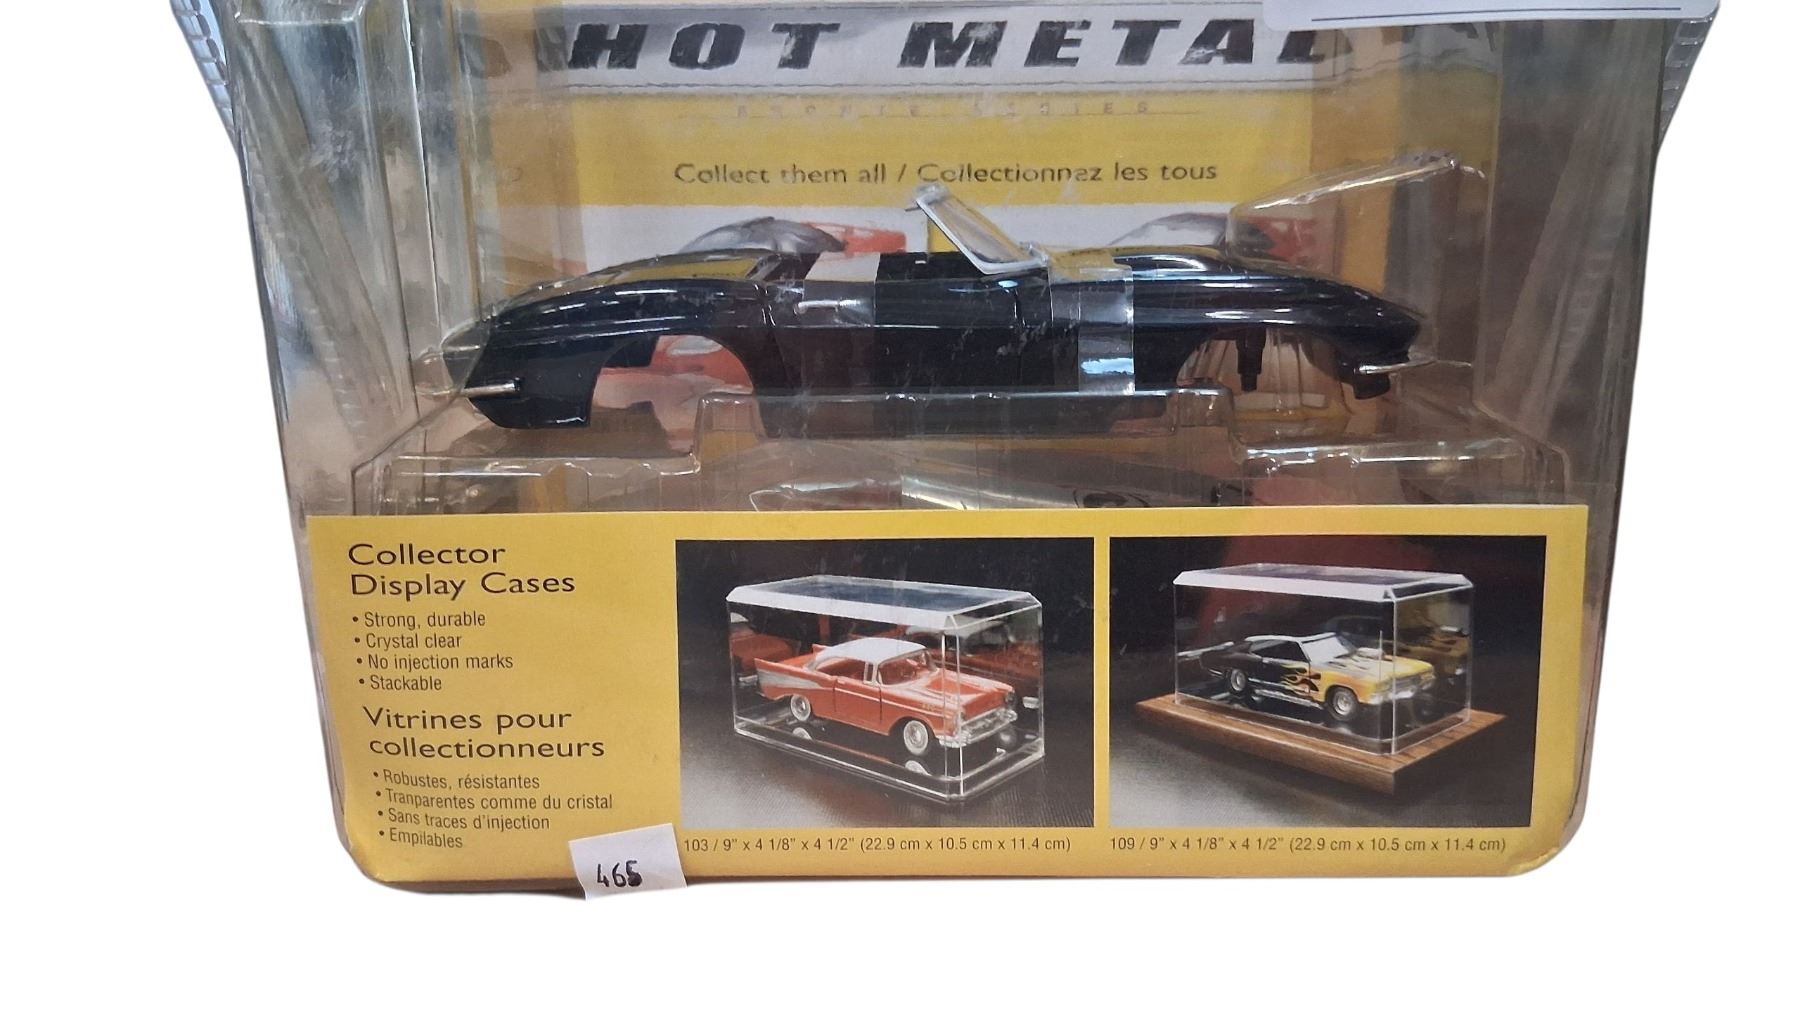 HOT METAL
SERIES
Collect them all / Collectionnez les tous
Collector
Display Cases
• Strong, durable
• Crystal clear
• No injection marks
• Stackable
Vitrines pour
collectionneurs
• Robustes, résistantes
• Tranparentes comme du cristal
• Sans traces d'injection
• Empilables
465
103 / 9" x 4 1/8" x 4 1/2" (22.9 cm x 10.5 cm x 11.4 cm)
109 / 9" x 4 1/8" x 4 1/2" (22.9 cm x 10.5 cm x 11.4 cm)